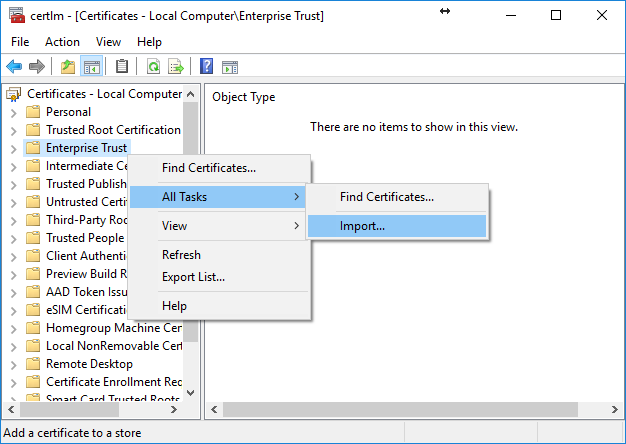 certlm - [Certificates - Local Computer\Enterprise Trust]
File Action View Help
Certificates - Local Computer
Personal
Trusted Root Certification
Enterprise Trust
Intermediate Ce
Trusted Publish
Untrusted Certi
Third-Party Roo
Trusted People
Client Authenti
Preview Build R
AAD Token Issu
eSIM Certificati
Homegroup Machine Cer
Local NonRemovable Cert
Remote Desktop
Certificate Enrollment Req
Smart Card Trusted Roots
Object Type
There are no items to show in this view.
Find Certificates...
All Tasks
View
Refresh
Export List...
Help
Find Certificates...
Import...
Add a certificate to a store